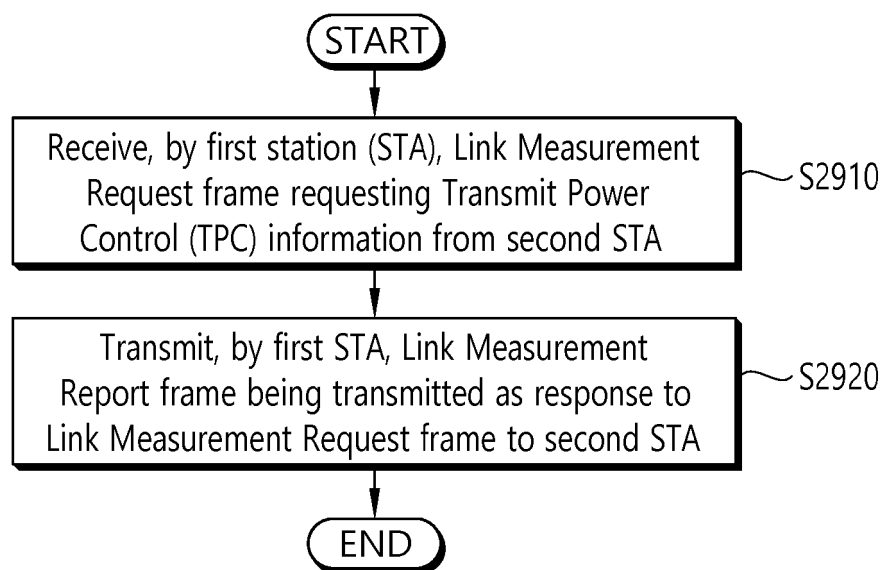 START
Receive, by first station (STA), Link Measurement
Request frame requesting Transmit Power
Control (TPC) information from second STA
S2910
Transmit, by first STA, Link Measurement
Report frame being transmitted as response to
Link Measurement Request frame to second STA
S2920
END